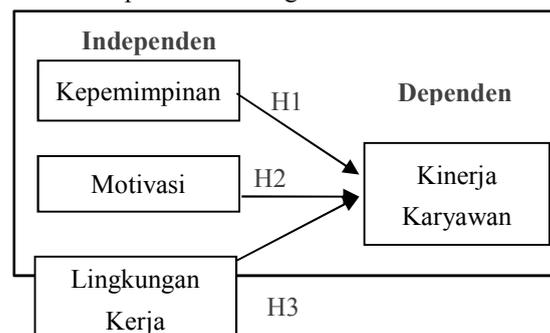 Independen
Kepemimpinan
H1
Dependen
Motivasi
H2
Kinerja
Karyawan
Lingkungan
Kerja
H3